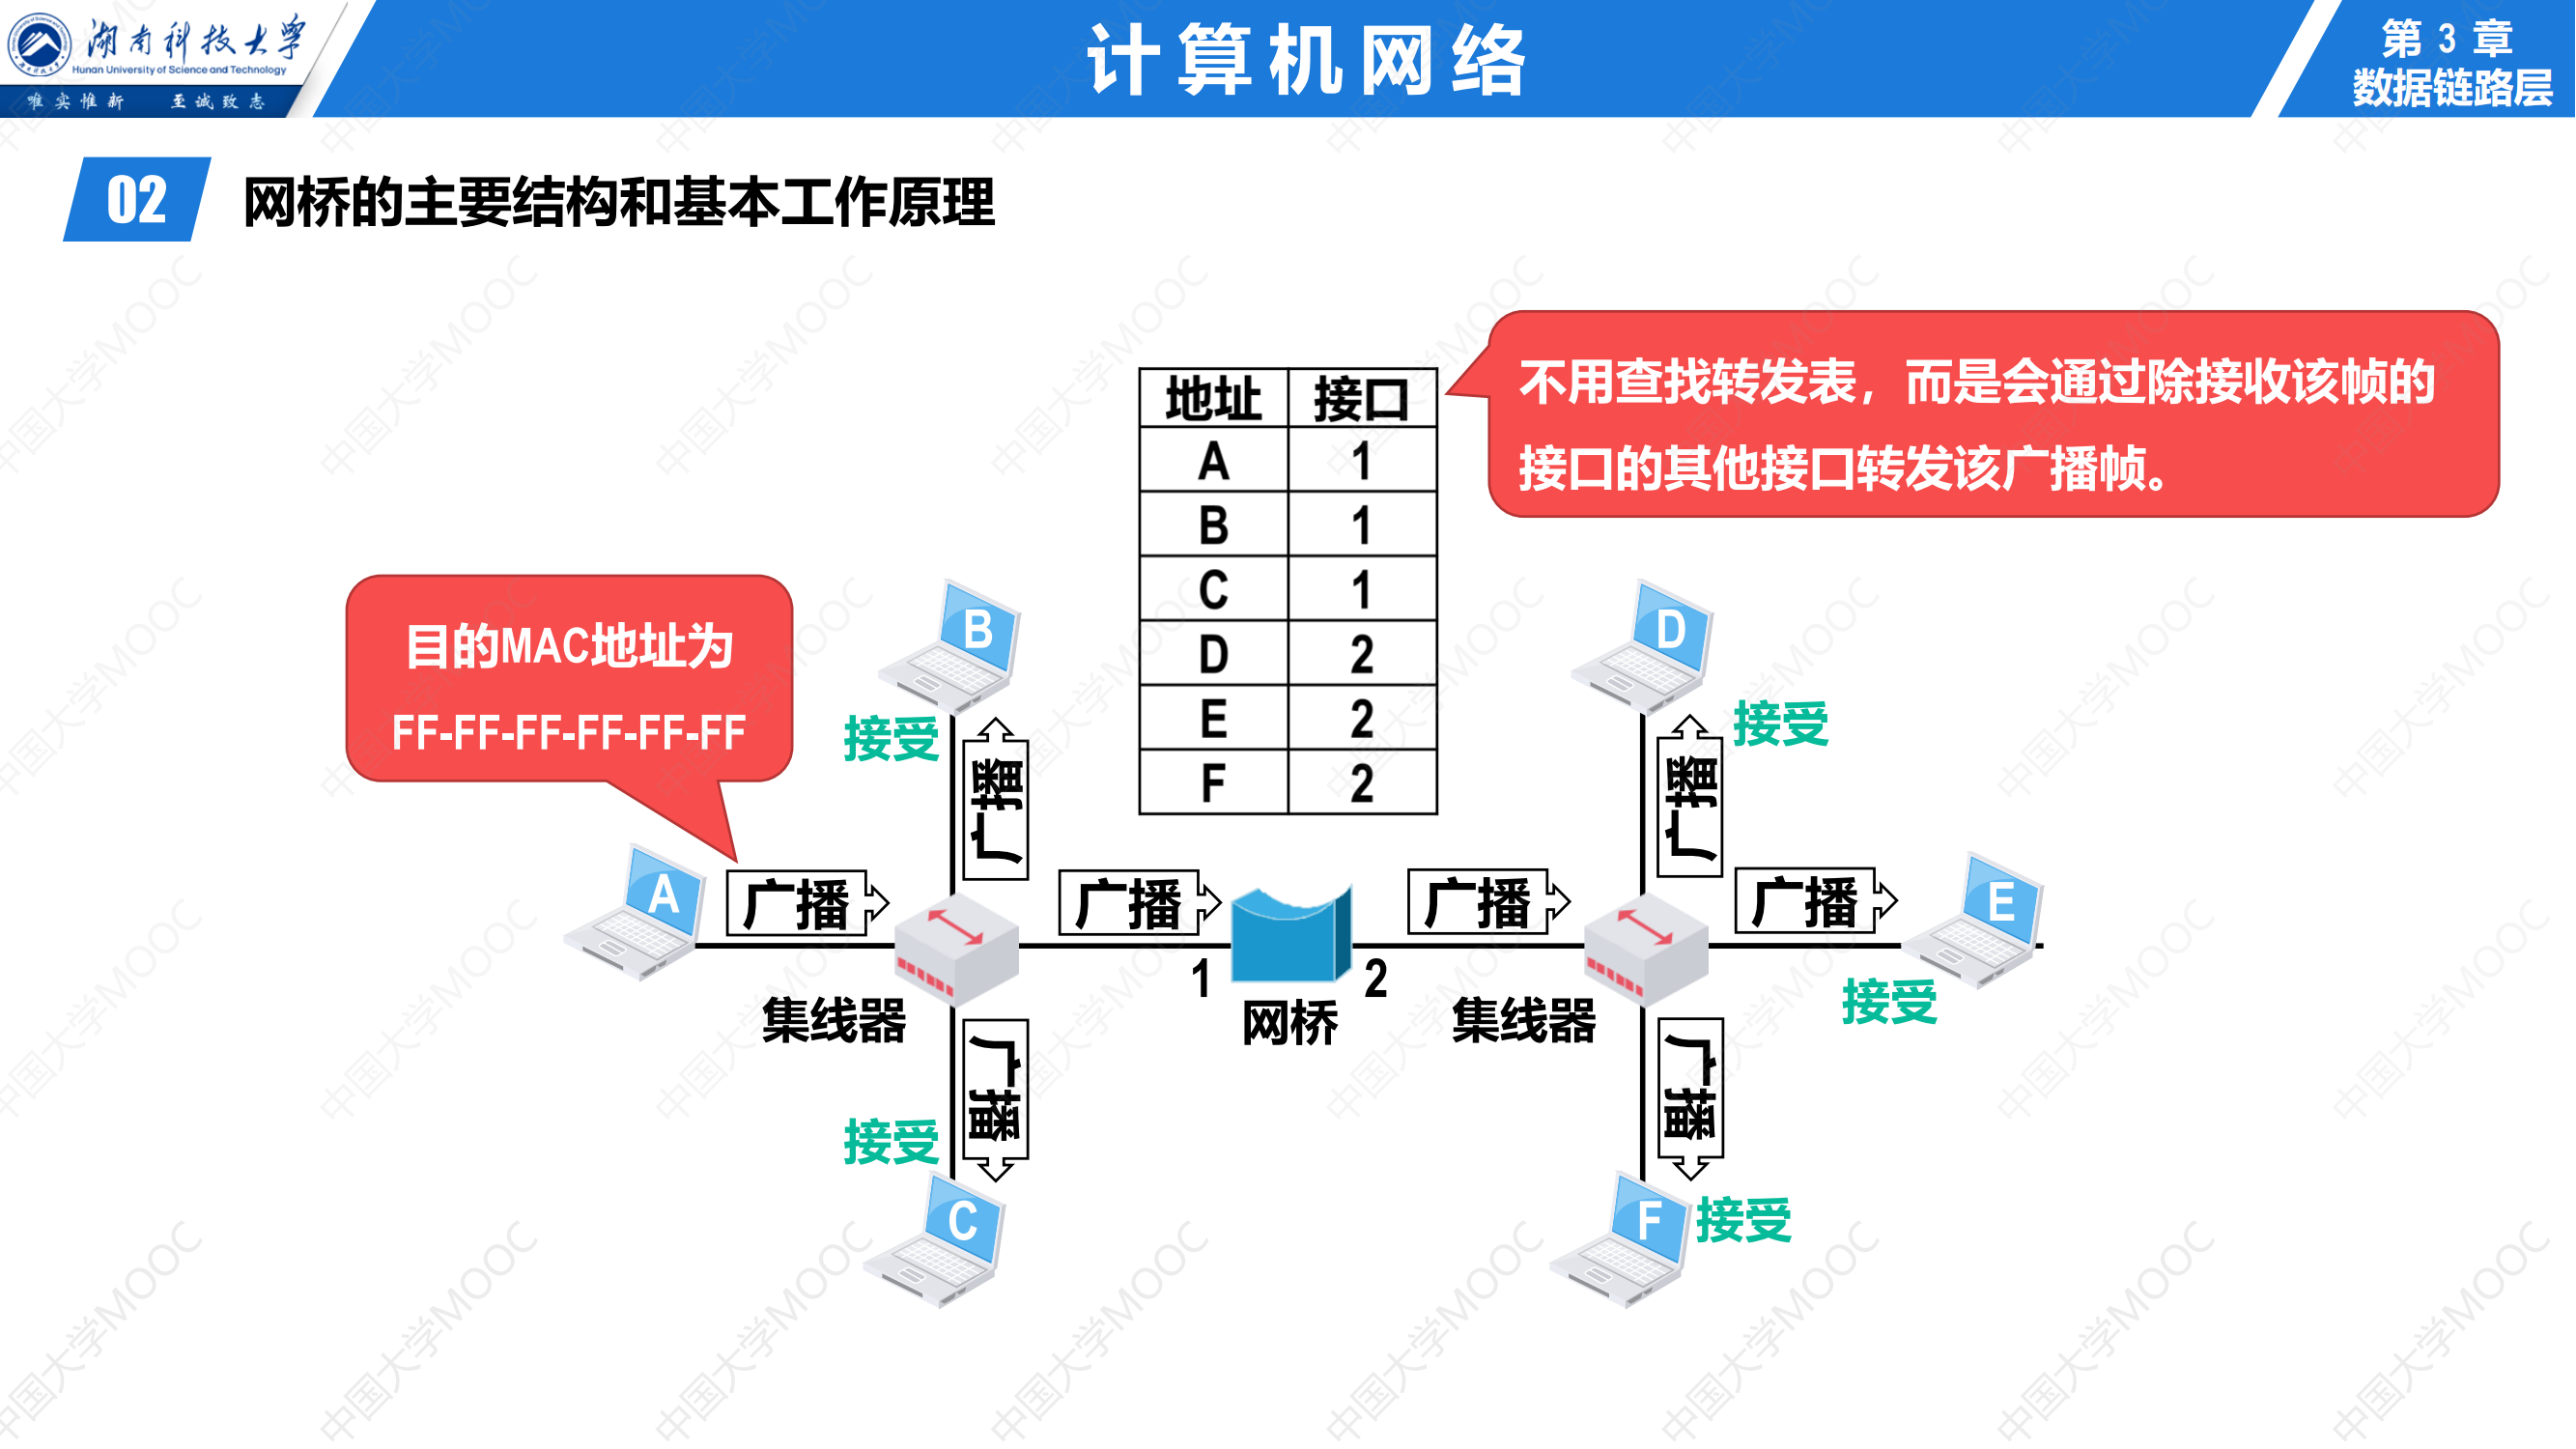 湖南科技大学
Hunan University of Science and Technology
唯实惟新 至诚致志
计算机网络
第 3 章
数据链路层
02 网桥的主要结构和基本工作原理
不用查找转发表，而是会通过除接收该帧的
接口的其他接口转发该广播帧。
地址 接口
A 1
B 1
C 1
D 2
E 2
F 2
目的MAC地址为
FF-FF-FF-FF-FF-FF
B
接受
广播
D
接受
广播
A
广播
广播
广播
广播
E
接受
集线器
1
网桥
2
集线器
广播
接受
C
广播
F
接受
中国大学MOOC